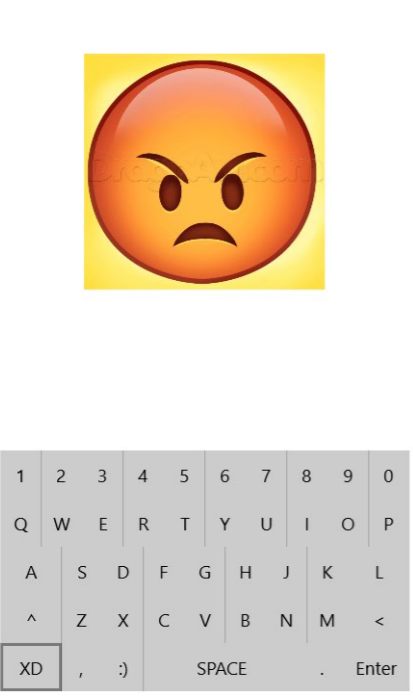 DragoArt.com
1 2 3 4 5 6 7 8 9 0
Q W E R T Y U I O P
A S D F G H J K L
^ Z X C V B N M <
XD , :) SPACE . Enter